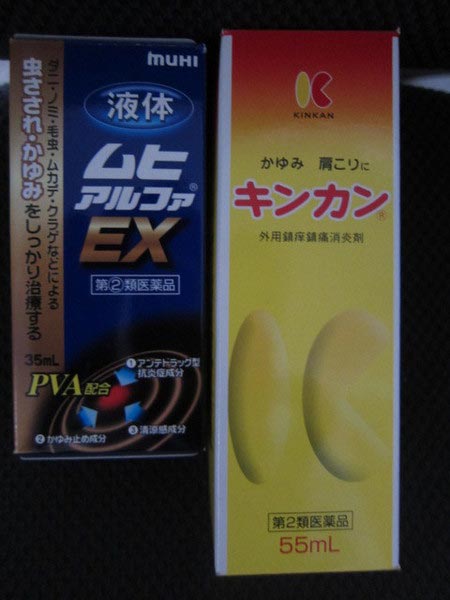 muHI
液体
ムヒ
アルファ®
EX
指定②類医薬品
ダニ・ノミ・毛虫・ムカデ・クラゲなどによる
虫さされ・かゆみをしっかり治療する
35mL
PVA配合
①アンテドラッグ型
抗炎症成分
②かゆみ止め成分
③清涼感成分
KINKAN
かゆみ 肩こりに
キンカン®
外用鎮痒鎮痛消炎剤
第2類医薬品
55mL